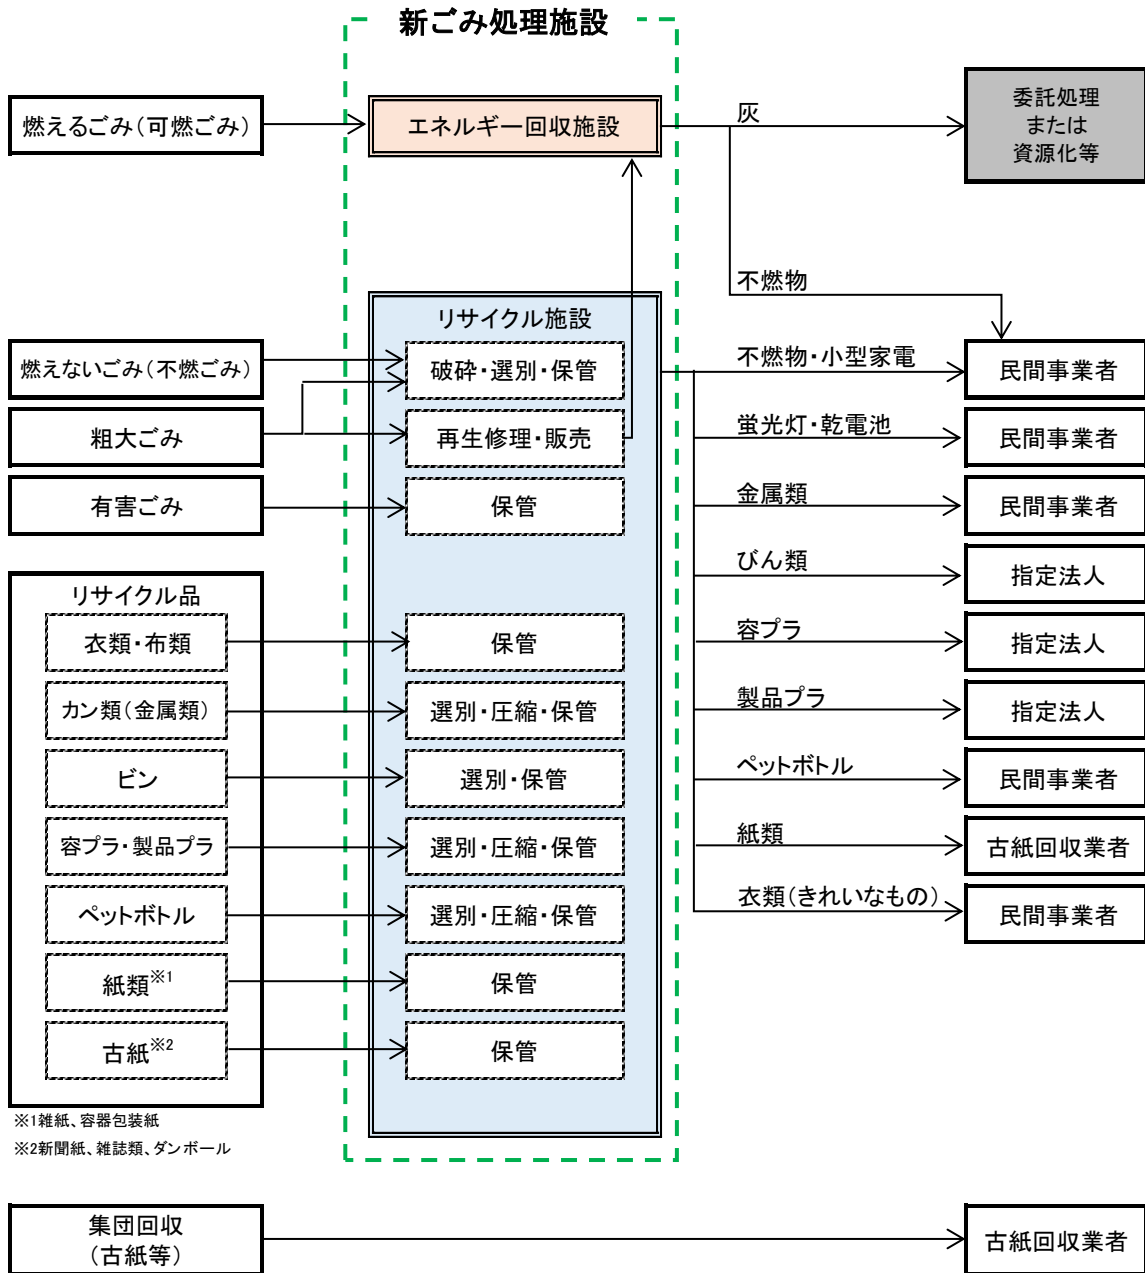 新ごみ処理施設
燃えるごみ(可燃ごみ)
エネルギー回収施設
灰
委託処理
または
資源化等
不燃物
リサイクル施設
燃えないごみ(不燃ごみ)
破砕・選別・保管
不燃物・小型家電
民間事業者
粗大ごみ
再生修理・販売
蛍光灯・乾電池
民間事業者
有害ごみ
保管
金属類
民間事業者
びん類
指定法人
リサイクル品
衣類・布類
保管
容プラ
指定法人
カン類(金属類)
選別・圧縮・保管
製品プラ
指定法人
ビン
選別・保管
ペットボトル
民間事業者
容プラ・製品プラ
選別・圧縮・保管
紙類
古紙回収業者
ペットボトル
選別・圧縮・保管
衣類(きれいなもの)
民間事業者
紙類※1
保管
古紙※2
保管
※1雑紙、容器包装紙
※2新聞紙、雑誌類、ダンボール
集団回収
(古紙等)
古紙回収業者